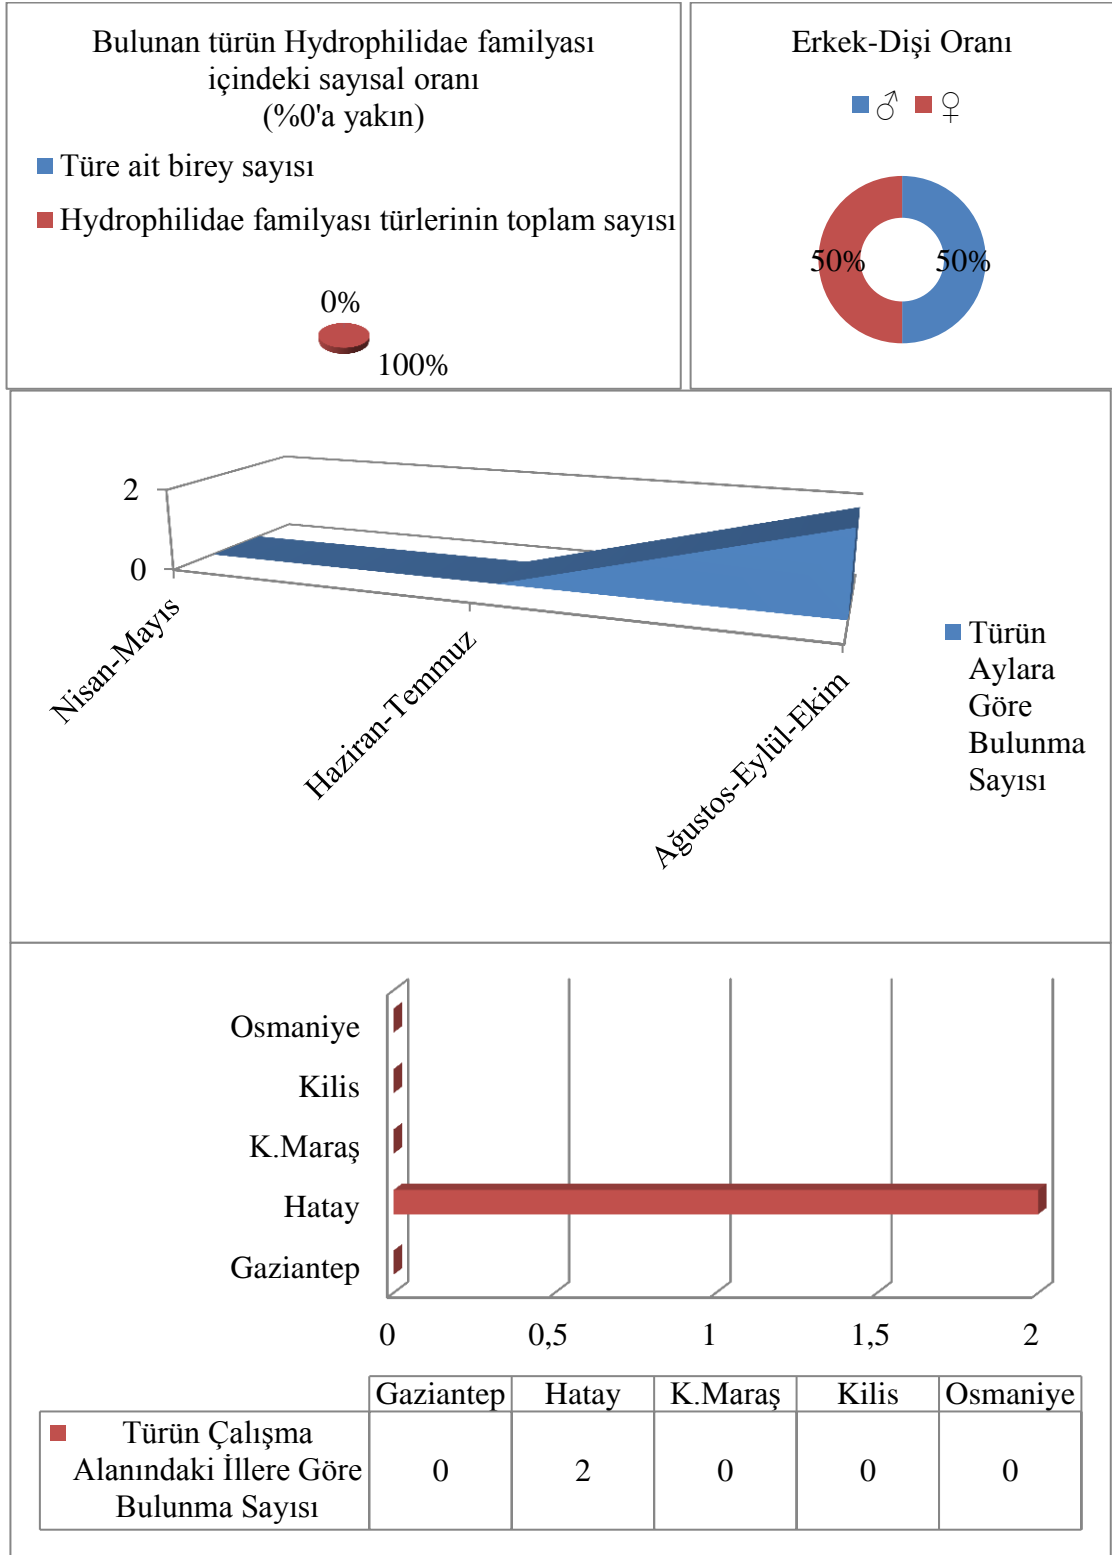 Bulunan türün Hydrophilidae familyası
içindeki sayısal oranı
(%0'a yakın)
Türe ait birey sayısı
Hydrophilidae familyası türlerinin toplam sayısı
0%
100%
Erkek-Dişi Oranı
♂ ♀
50% 50%
2
0
Nisan-Mayıs
Haziran-Temmuz
Ağustos-Eylül-Ekim
Türün
Aylara
Göre
Bulunma
Sayısı
Osmaniye
Kilis
K.Maraş
Hatay
Gaziantep
0 0,5 1 1,5 2
Gaziantep Hatay K.Maraş Kilis Osmaniye
Türün Çalışma
Alanındaki İllere Göre
Bulunma Sayısı
0 2 0 0 0